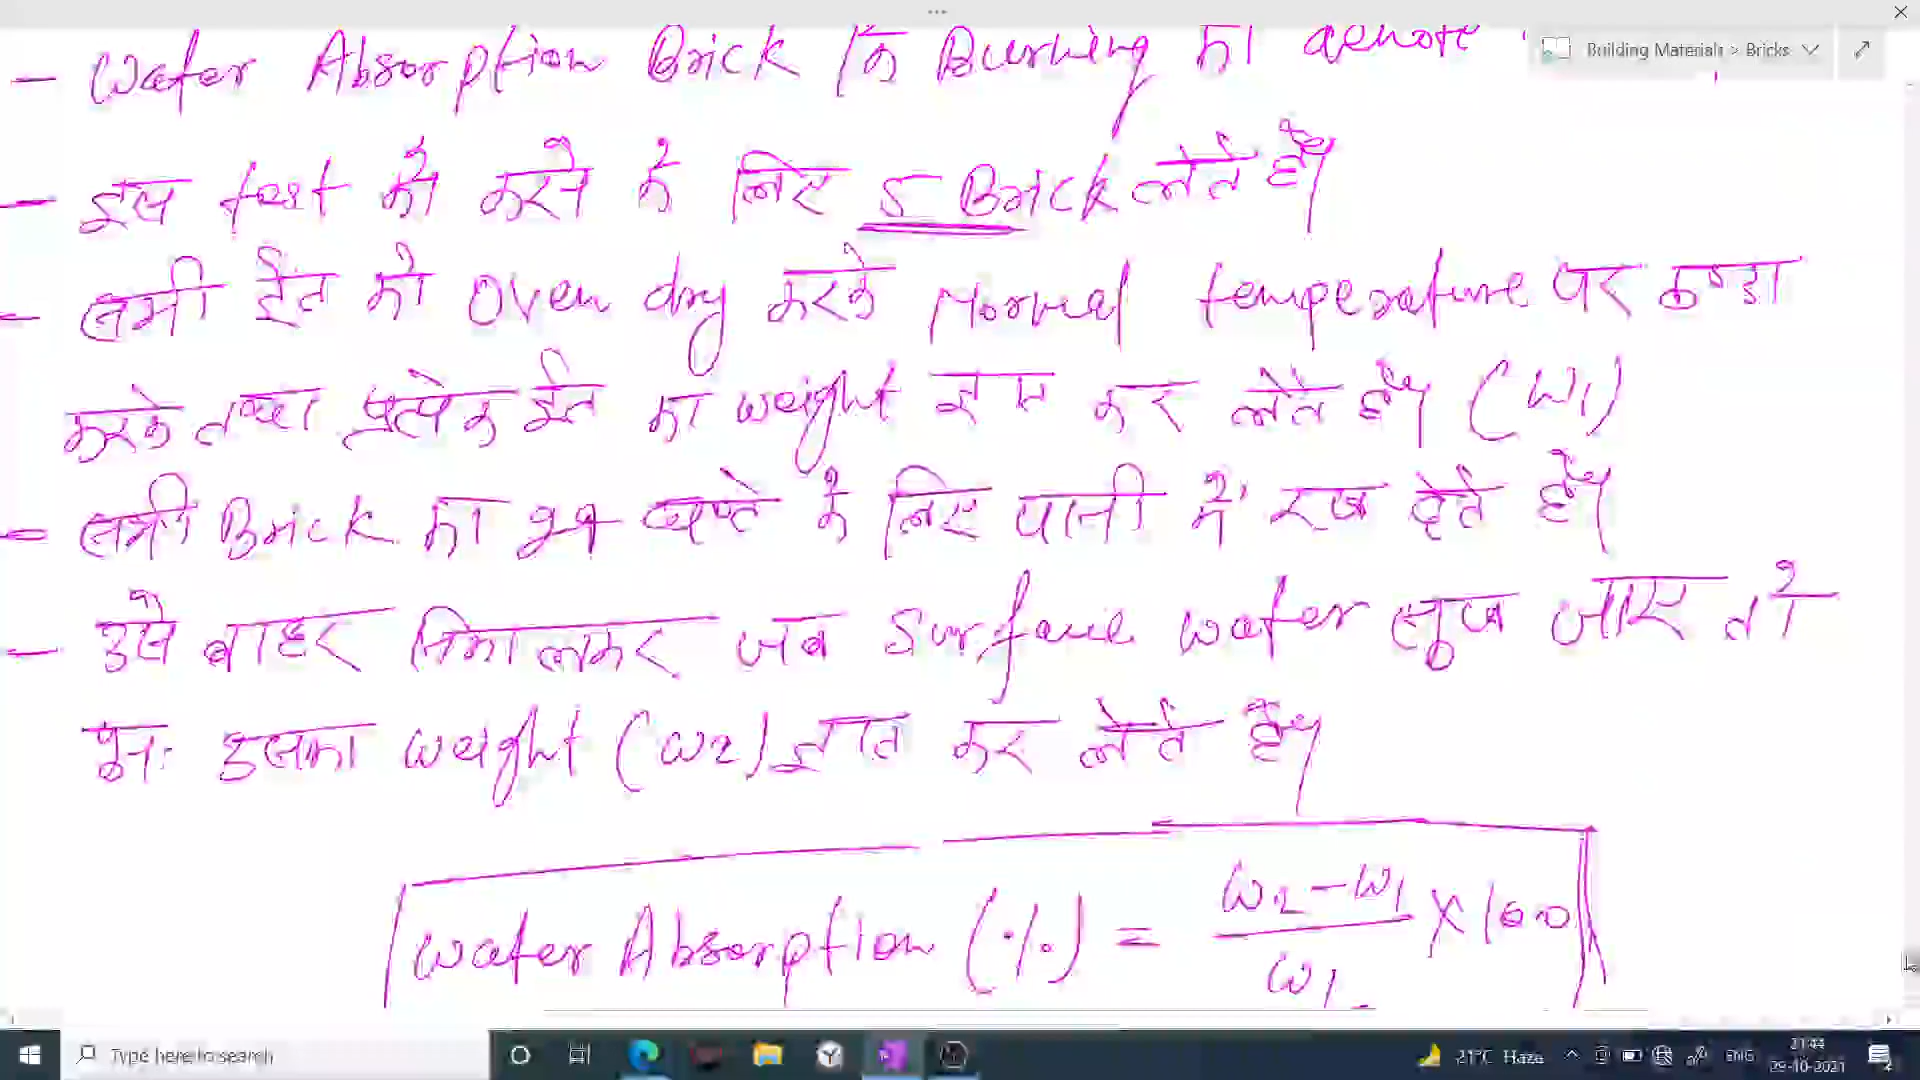 ...
Building Materials > Bricks
- Water Absorption Brick कि Burning को denote
- इस test को करने के लिए 5 Brick लेते हैं।
- सभी ईंत को Oven dry करके Normal temperature पर ठण्डा
करके तथा प्रत्येक ईंत का weight ज्ञात कर लेते हैं। (W1)
- सभी Brick को 24 घण्टे के लिए पानी में रख देते हैं।
- उसे बाहर निकालकर जब Surface water सुख जाए तो
पुनः उसका weight (W2) ज्ञात कर लेते हैं।
Water Absorption (%) = W2 - W1 / W1 × 100
Type here to search
21°C Haze
ENG
21:44
29-10-2021